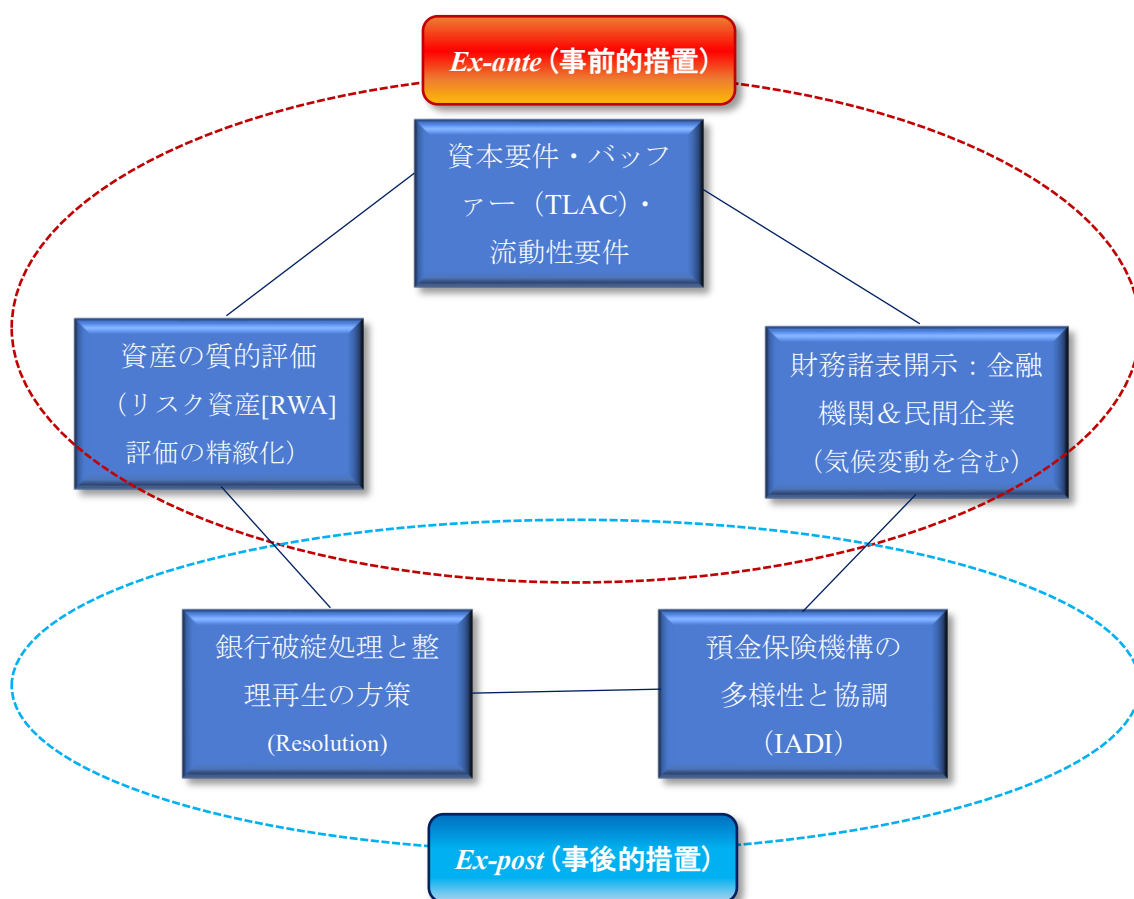 Ex-ante (事前的措置)
資本要件・バッフ
ァー（TLAC）・
流動性要件
資産の質的評価
（リスク資産[RWA]
評価の精緻化）
財務諸表開示：金融
機関＆民間企業
（気候変動を含む）
銀行破綻処理と整
理再生の方策
(Resolution)
預金保険機構の
多様性と協調
（IADI）
Ex-post (事後的措置)